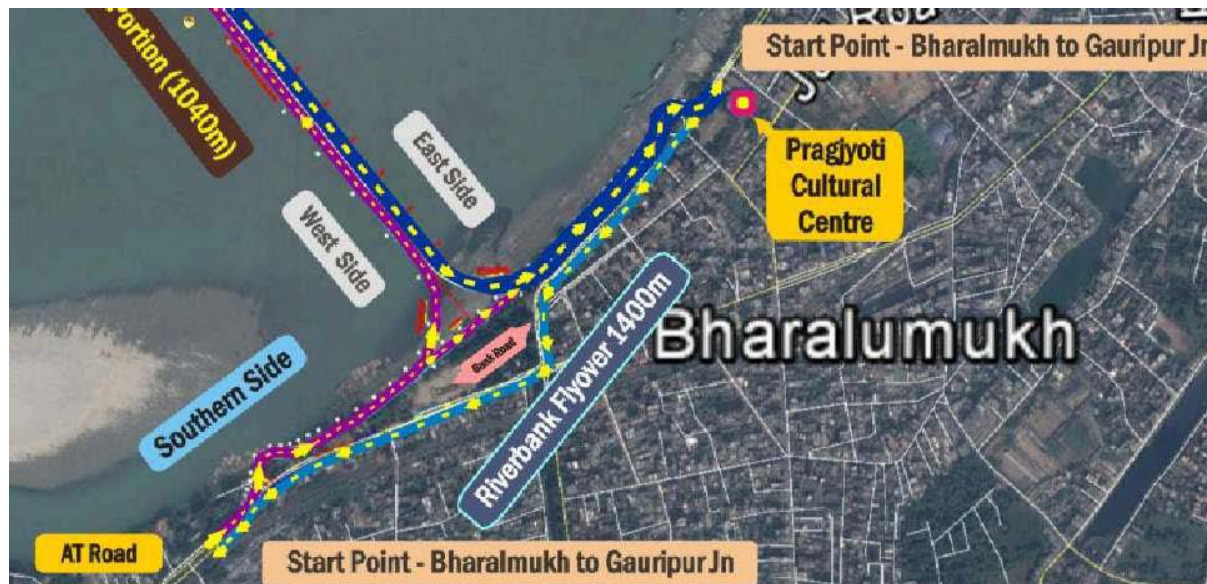 Portion (1040m)
Start Point - Bharalmukh to Gauripur Jn
East Side
West Side
Pragjyoti
Cultural
Centre
Riverbank Flyover 1400m
Bharalumukh
Southern Side
AT Road
Start Point - Bharalmukh to Gauripur Jn